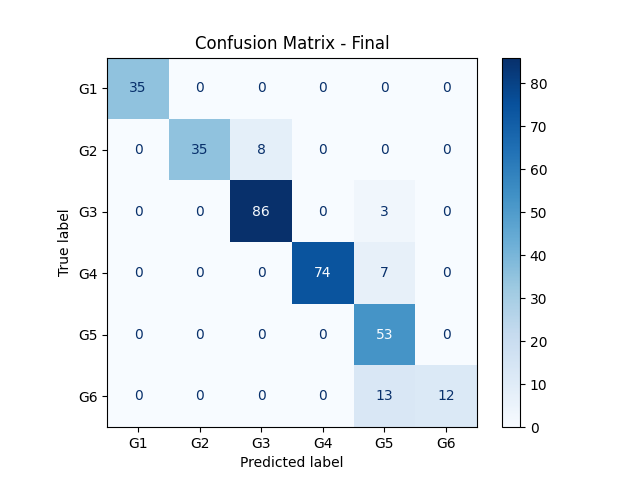 Confusion Matrix - Final
G1 35 0 0 0 0 0
G2 0 35 8 0 0 0
G3 0 0 86 0 3 0
G4 0 0 0 74 7 0
G5 0 0 0 0 53 0
G6 0 0 0 0 13 12
G1 G2 G3 G4 G5 G6
Predicted label
True label
80
70
60
50
40
30
20
10
0